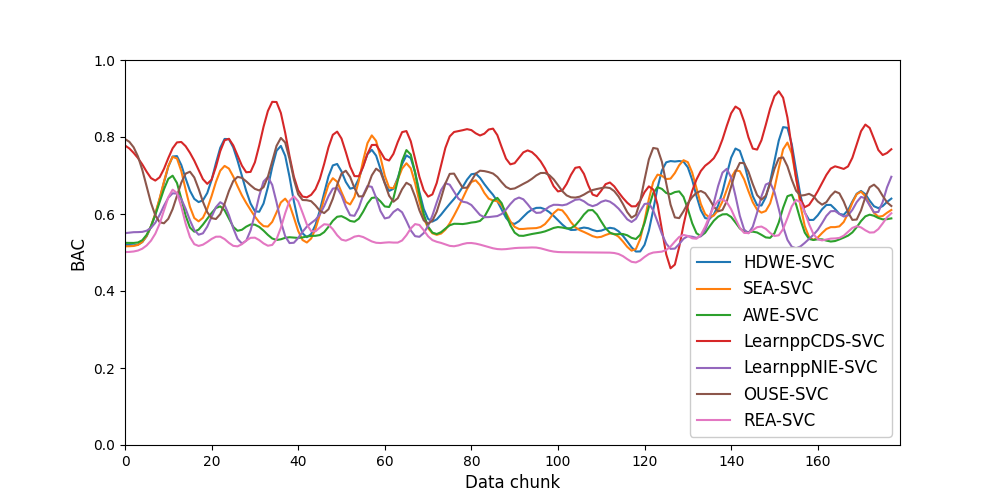 1.0
0.8
0.6
0.4
0.2
0.0
BAC
0 20 40 60 80 100 120 140 160
Data chunk
HDWE-SVC
SEA-SVC
AWE-SVC
LearnppCDS-SVC
LearnppNIE-SVC
OUSE-SVC
REA-SVC